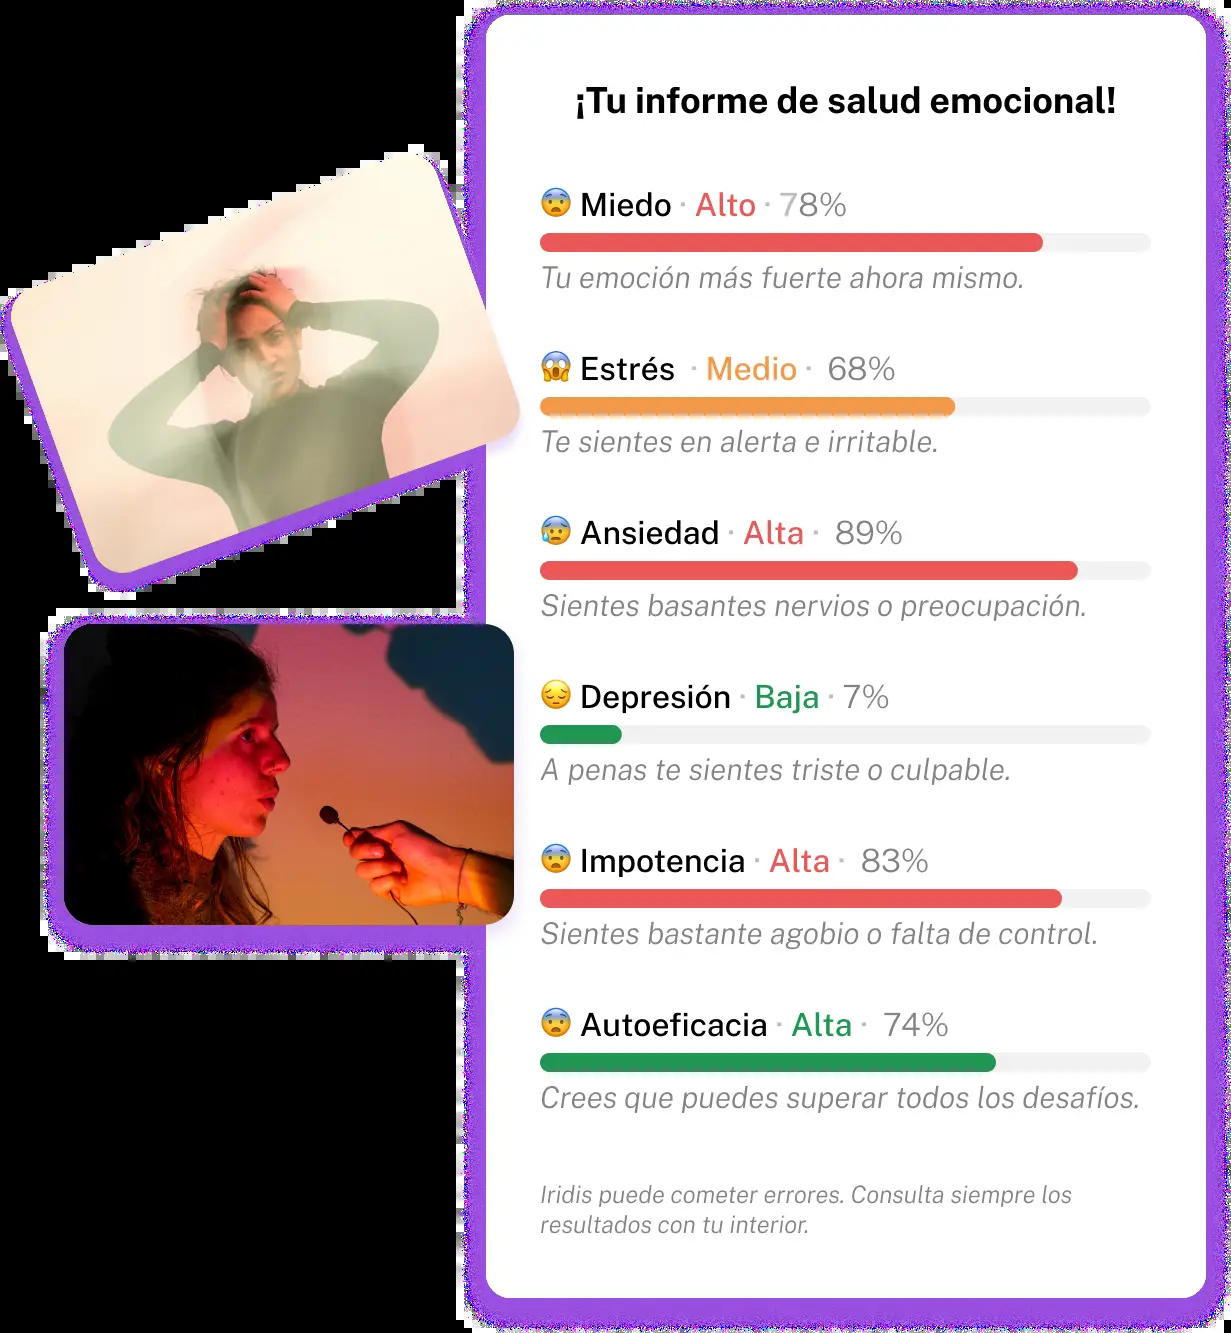 ¡Tu informe de salud emocional!
😨 Miedo · Alto · 78%
Tu emoción más fuerte ahora mismo.
😱 Estrés · Medio · 68%
Te sientes en alerta e irritable.
😰 Ansiedad · Alta · 89%
Sientes basantes nervios o preocupación.
😔 Depresión · Baja · 7%
A penas te sientes triste o culpable.
😨 Impotencia · Alta · 83%
Sientes bastante agobio o falta de control.
😨 Autoeficacia · Alta · 74%
Crees que puedes superar todos los desafíos.
Iridis puede cometer errores. Consulta siempre los
resultados con tu interior.